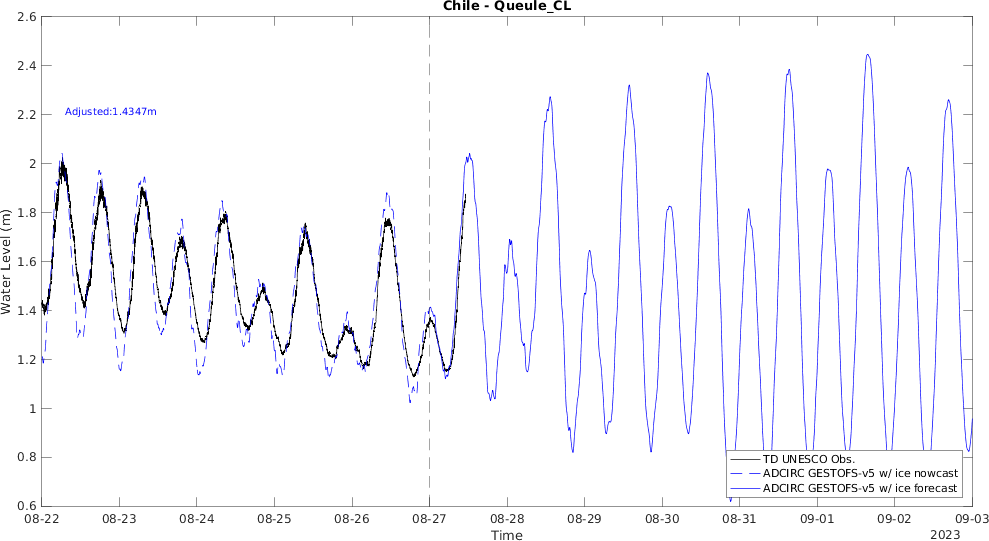 Chile - Queule_CL
2.6
2.4
2.2
2
1.8
1.6
1.4
1.2
1
0.8
0.6
Water Level (m)
Adjusted:1.4347m
TD UNESCO Obs.
ADCIRC GESTOFS-v5 w/ ice nowcast
ADCIRC GESTOFS-v5 w/ ice forecast
08-22 08-23 08-24 08-25 08-26 08-27 08-28 08-29 08-30 08-31 09-01 09-02 09-03
Time
2023